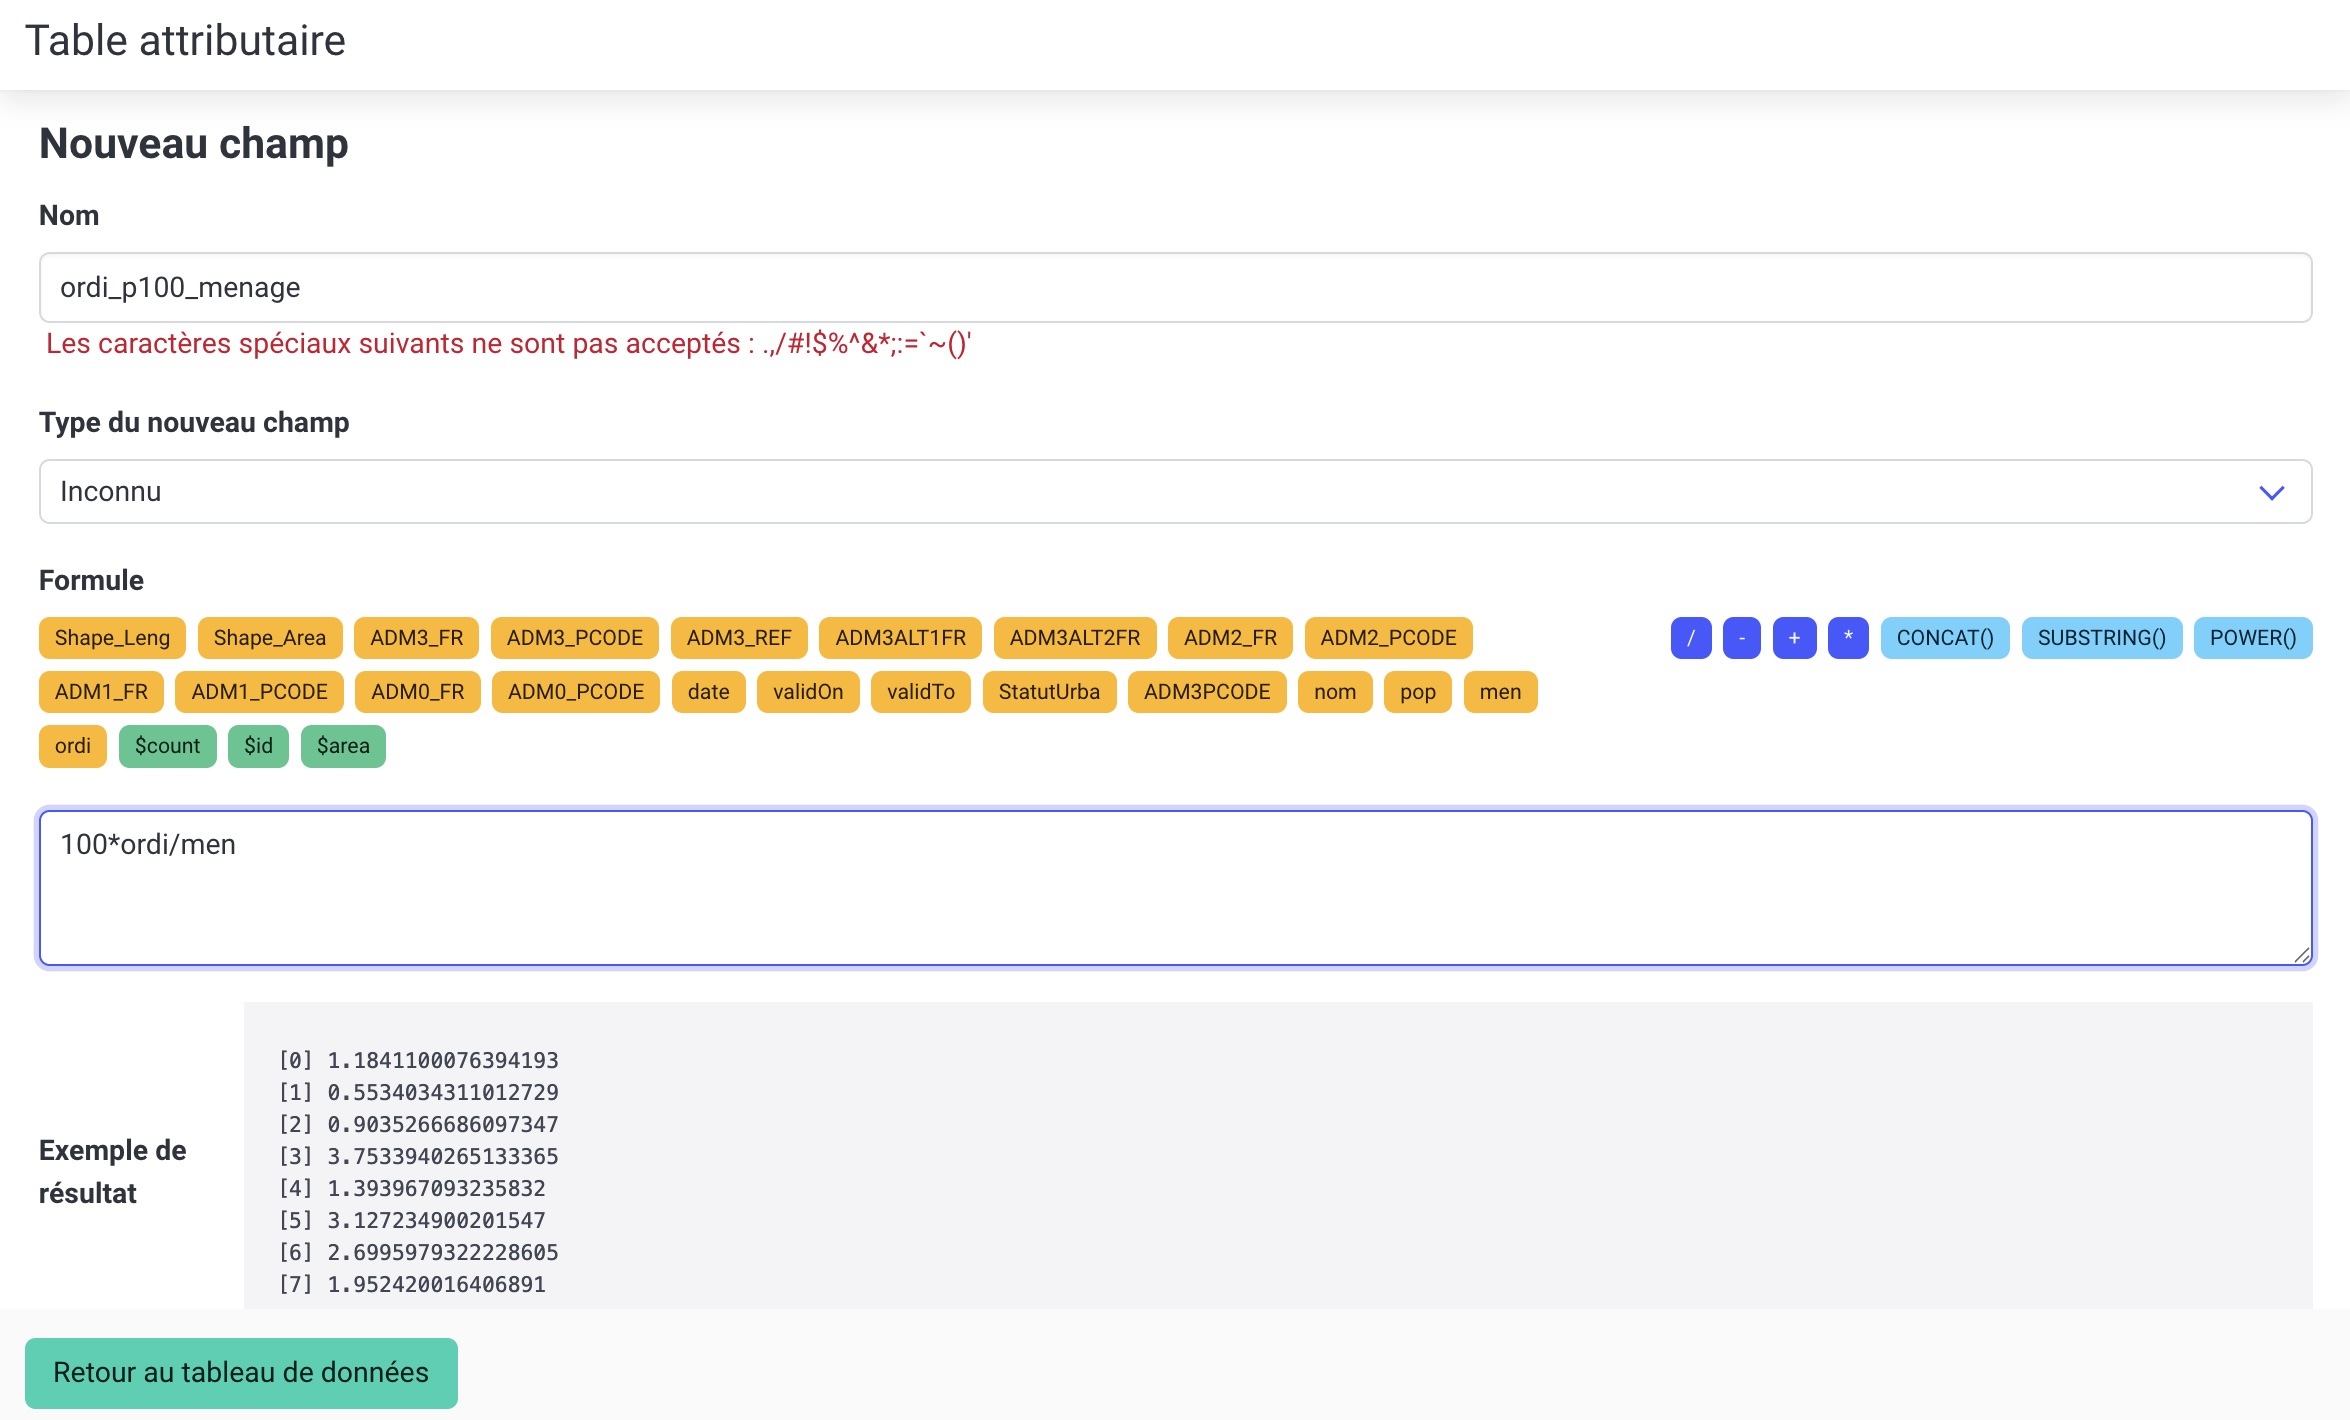 Table attributaire
Nouveau champ
Nom
ordi_p100_menage
Les caractères spéciaux suivants ne sont pas acceptés : .,/#!$%^&*;:=`~()'
Type du nouveau champ
Inconnu
Formule
Shape_Leng Shape_Area ADM3_FR ADM3_PCODE ADM3_REF ADM3ALT1FR ADM3ALT2FR ADM2_FR ADM2_PCODE / - + * CONCAT() SUBSTRING() POWER()
ADM1_FR ADM1_PCODE ADM0_FR ADM0_PCODE date validOn validTo StatutUrba ADM3PCODE nom pop men
ordi $count $id $area
100*ordi/men
Exemple de
résultat
[0] 1.1841100076394193
[1] 0.5534034311012729
[2] 0.9035266686097347
[3] 3.7533940265133365
[4] 1.393967093235832
[5] 3.127234900201547
[6] 2.6995979322228605
[7] 1.952420016406891
Retour au tableau de données